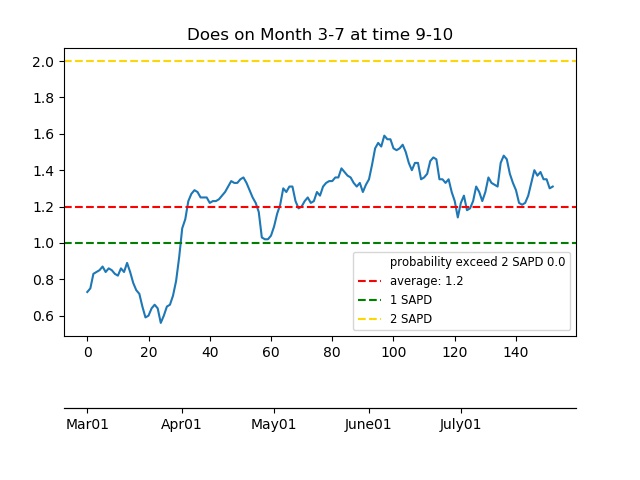 Does on Month 3-7 at time 9-10
2.0
1.8
1.6
1.4
1.2
1.0
0.8
0.6
probability exceed 2 SAPD 0.0
average: 1.2
1 SAPD
2 SAPD
0 20 40 60 80 100 120 140
Mar01 Apr01 May01 June01 July01